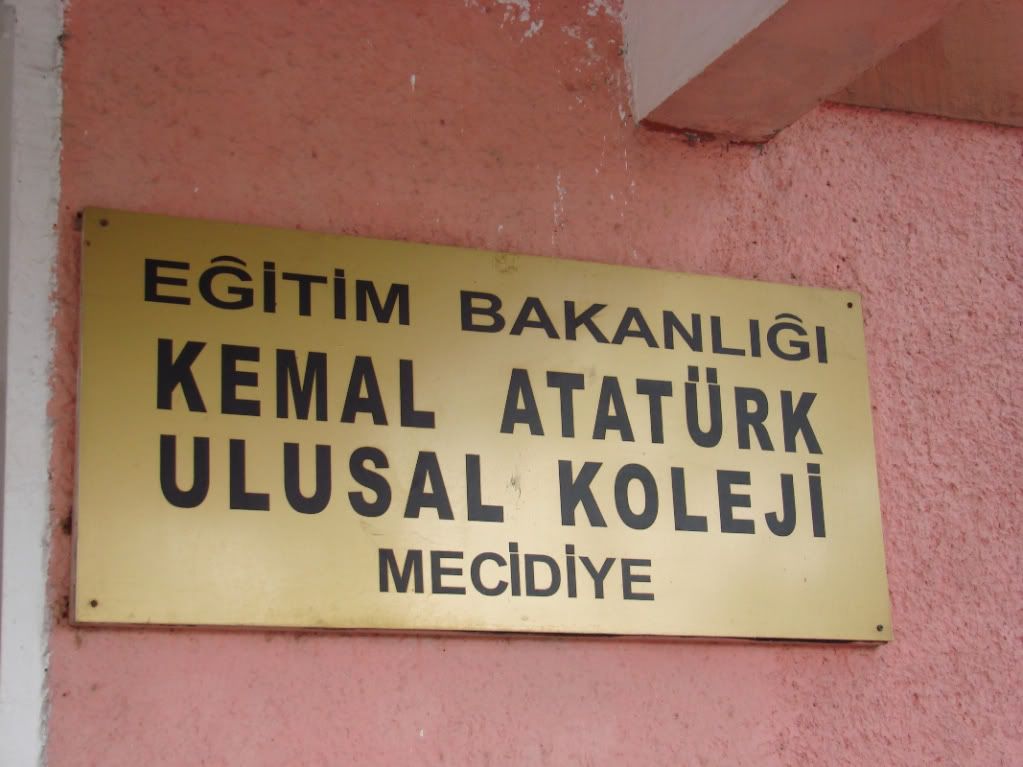 EĞİTİM BAKANLIĞI
KEMAL ATATÜRK
ULUSAL KOLEJİ
MECİDİYE